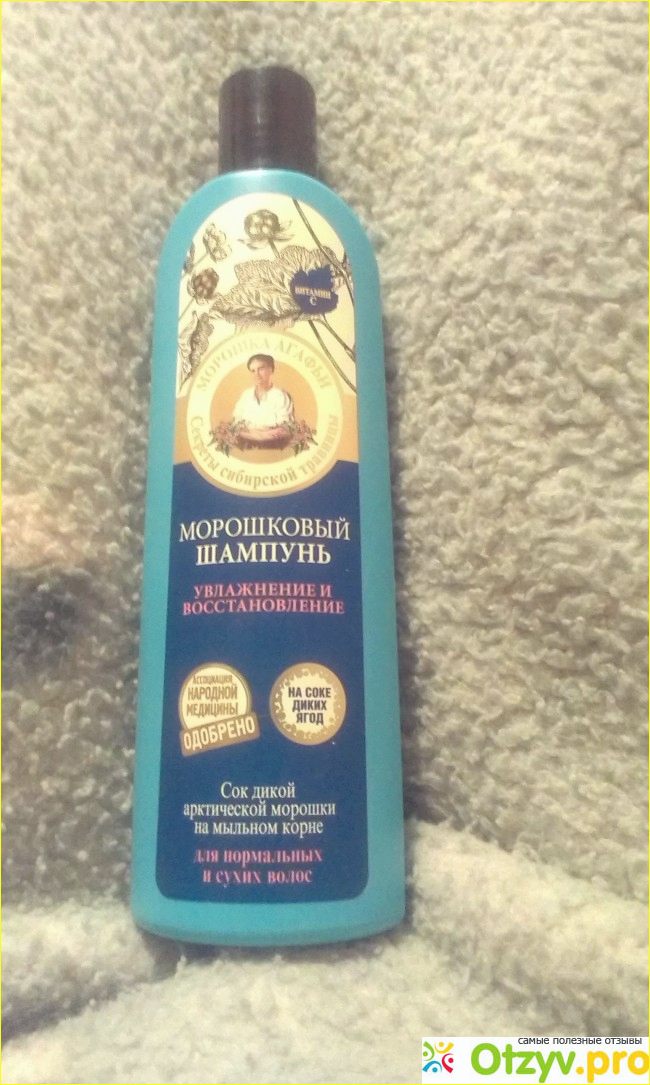 ВИТАМИН
С
МОРОШКА АГАФЬИ
Секреты сибирской травницы
МОРОШКОВЫЙ
ШАМПУНЬ
УВЛАЖНЕНИЕ И
ВОССТАНОВЛЕНИЕ
АССОЦИАЦИЯ
НАРОДНОЙ
МЕДИЦИНЫ
ОДОБРЕНО
НА СОКЕ
ДИКИХ
ЯГОД
Сок дикой
арктической морошки
на мыльном корне
для нормальных
и сухих волос
самые полезные отзывы
Otzyv.pro